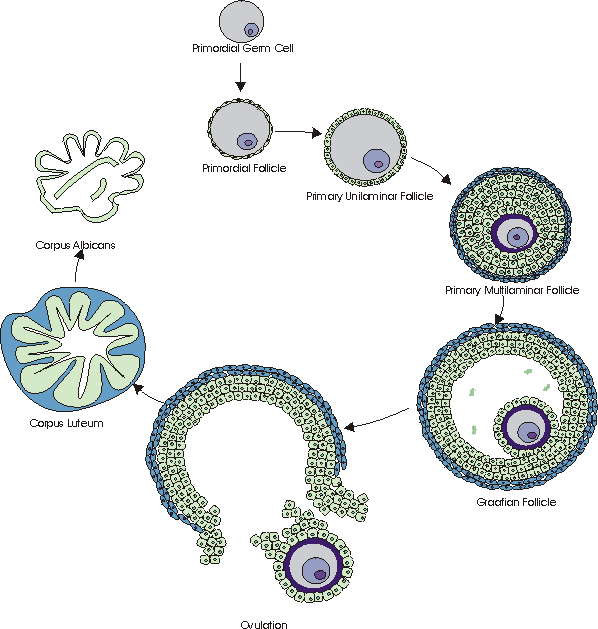 Primordial Germ Cell
Primordial Follicle
Primary Unilaminar Follicle
Primary Multilaminar Follicle
Graafian Follicle
Ovulation
Corpus Luteum
Corpus Albicans